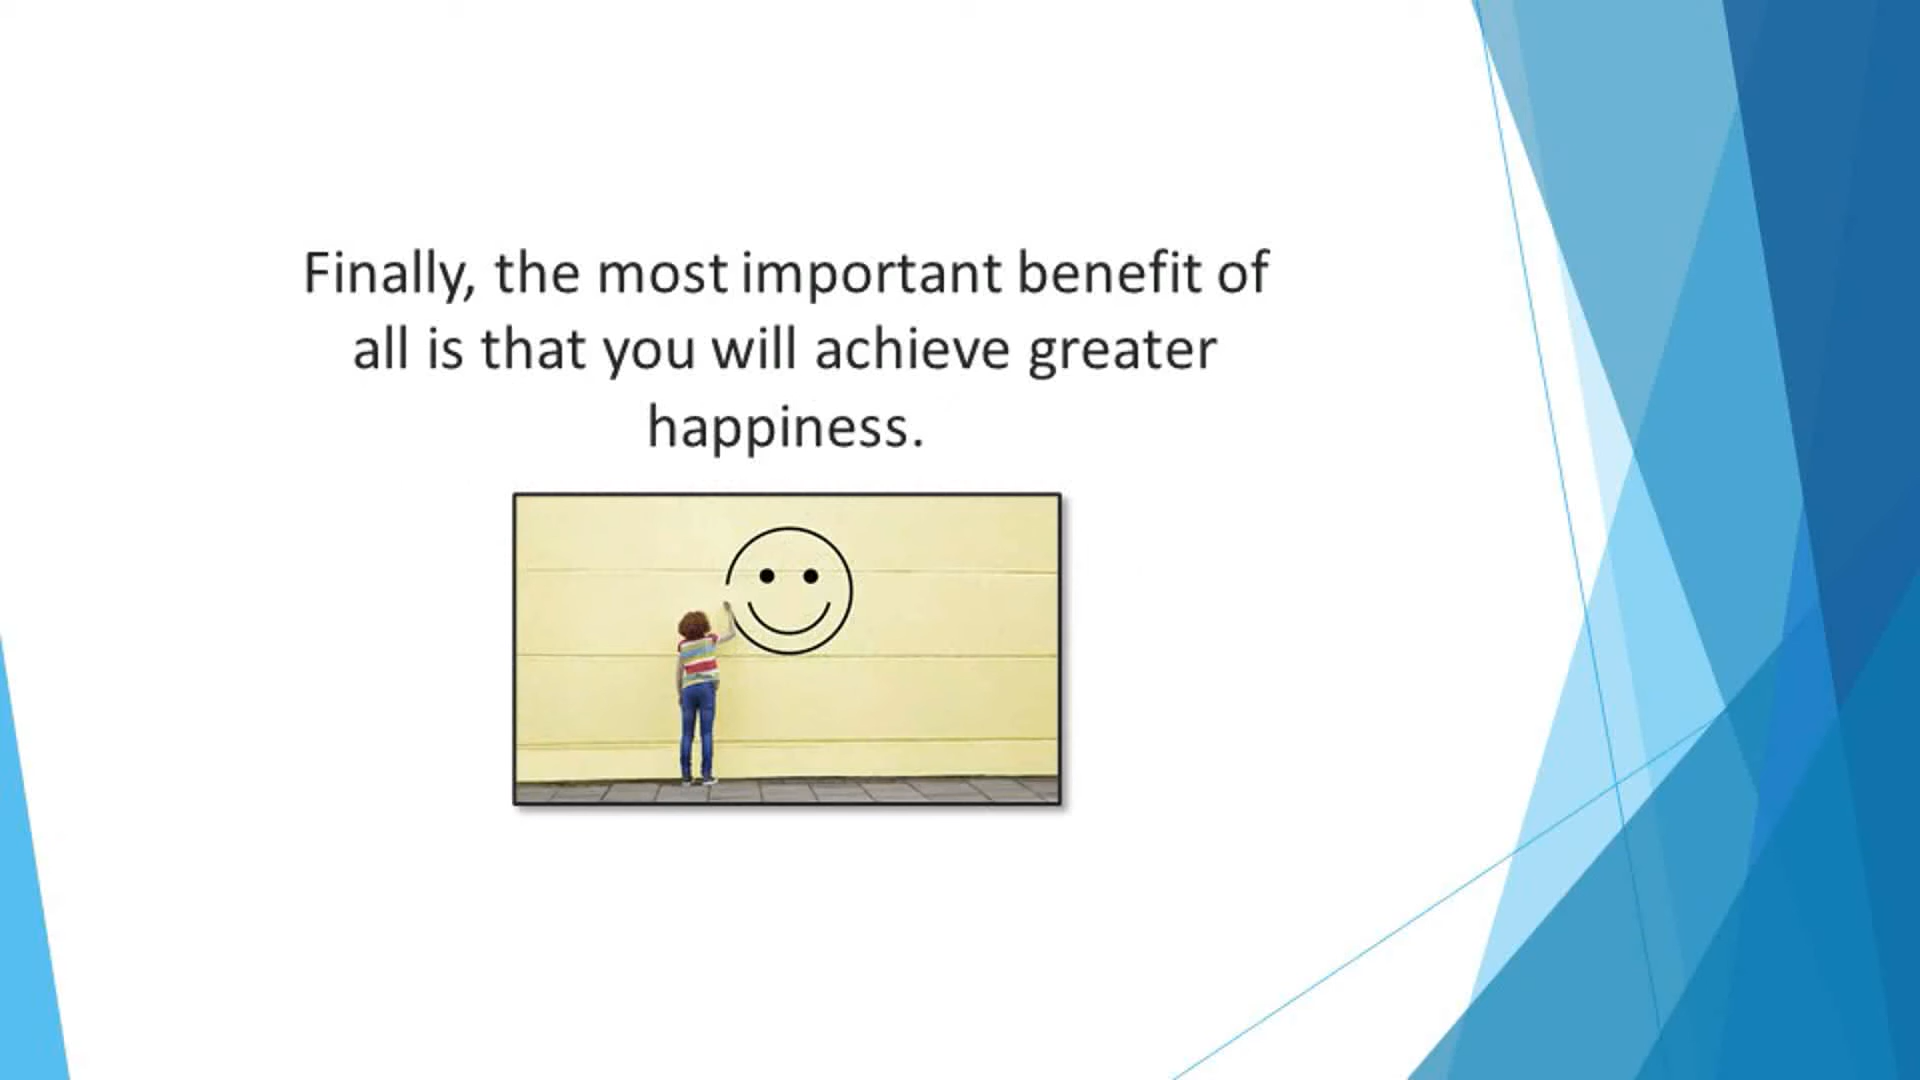 Finally, the most important benefit of
all is that you will achieve greater
happiness.